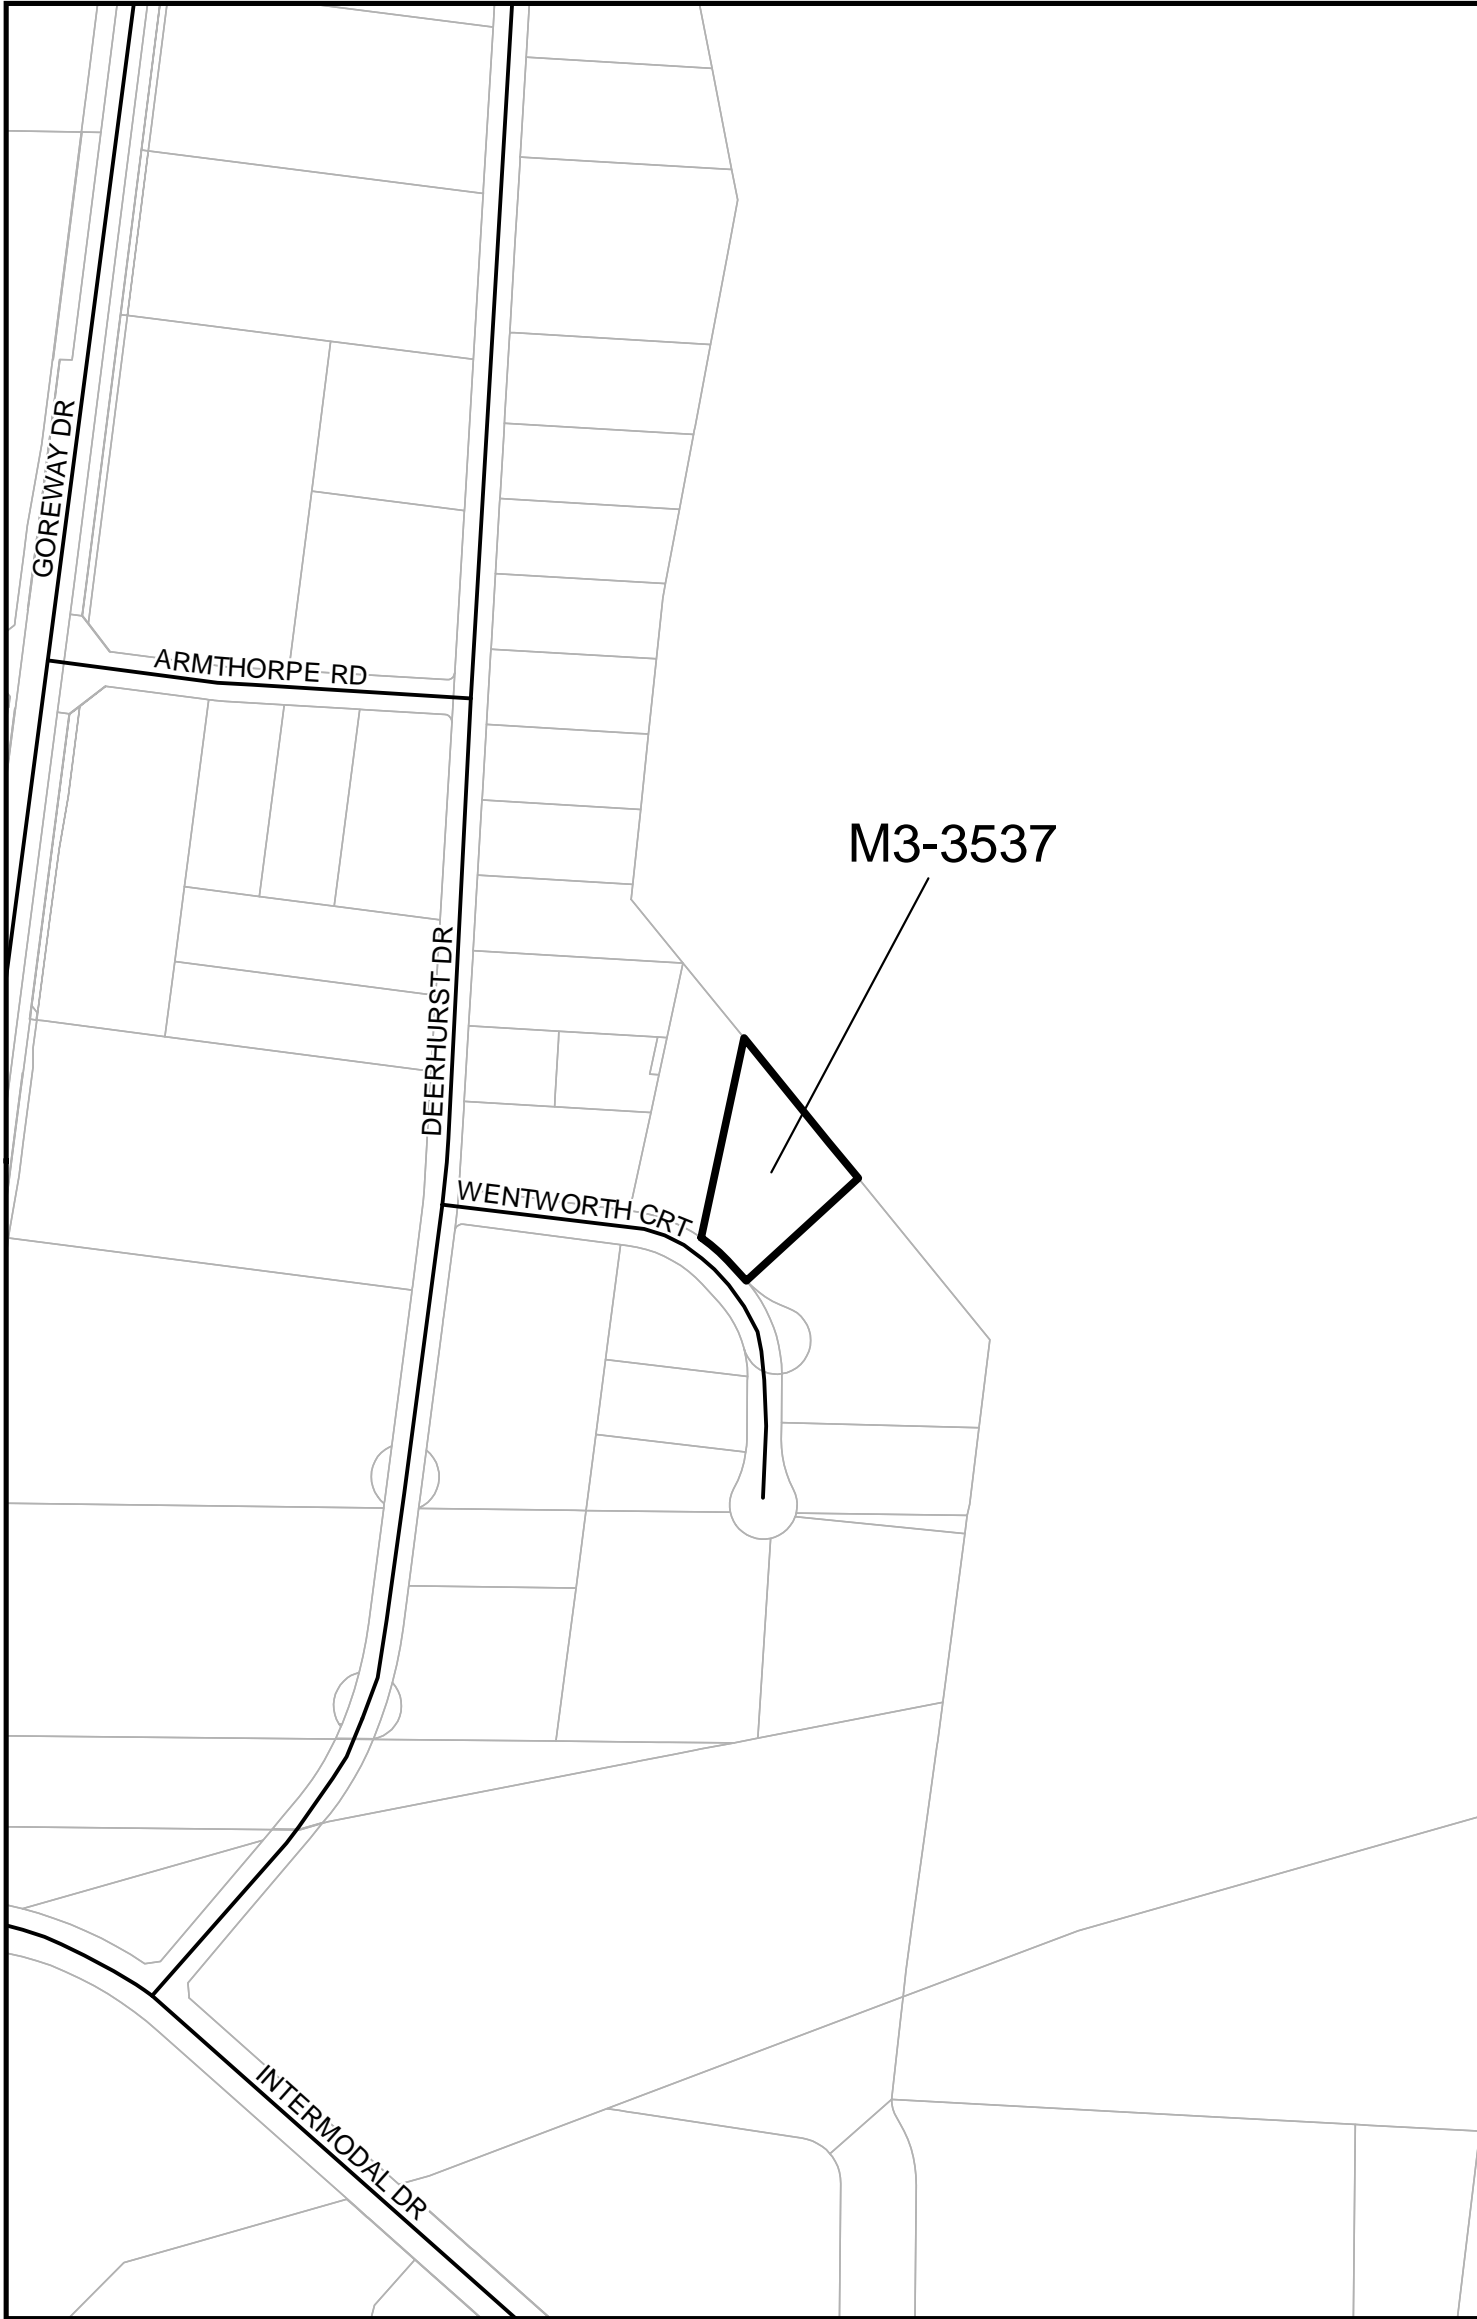 GOREWAY DR
ARMTHORPE RD
M3-3537
DEERHURST DR
WENTWORTH CRT
INTERMODAL DR